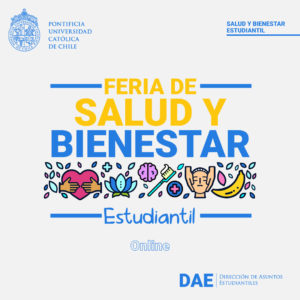 PONTIFICIA
UNIVERSIDAD
CATÓLICA
DE CHILE
SALUD Y BIENESTAR
ESTUDIANTIL
FERIA DE
SALUD Y
BIENESTAR
Estudiantil
Online
DAE
DIRECCIÓN DE ASUNTOS
ESTUDIANTILES